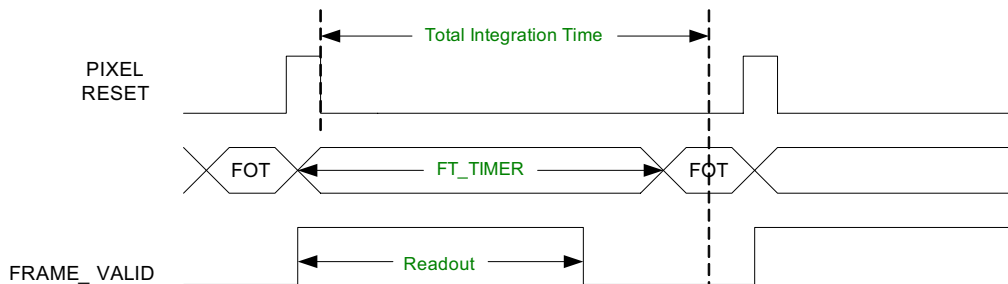 Total Integration Time
PIXEL
RESET
FOT
FT_TIMER
FOT
Readout
FRAME_ VALID